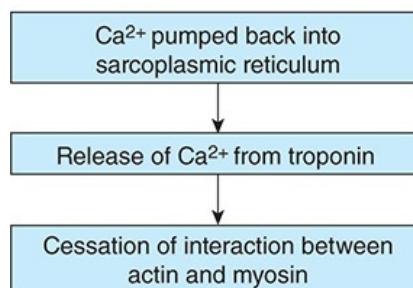 Ca²⁺ pumped back into
sarcoplasmic reticulum
Release of Ca²⁺ from troponin
Cessation of interaction between
actin and myosin